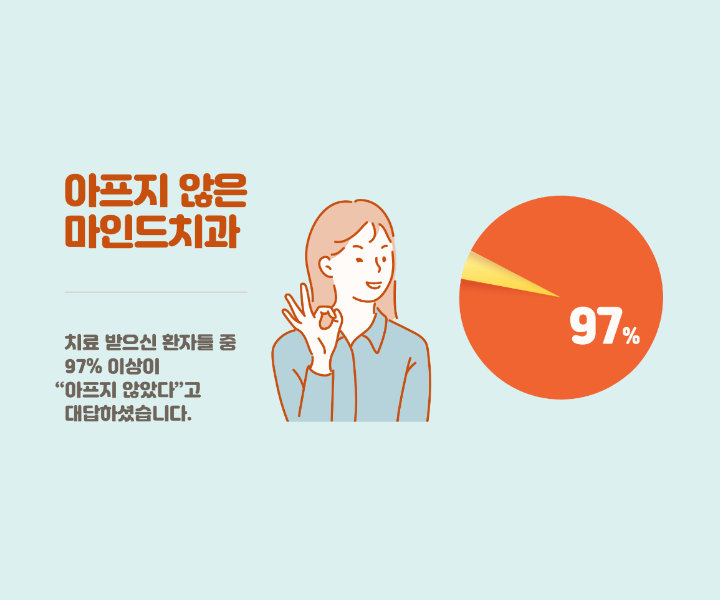 아프지 않은
마인드치과
치료 받으신 환자들 중
97% 이상이
“아프지 않았다”고
대답하셨습니다.
97%